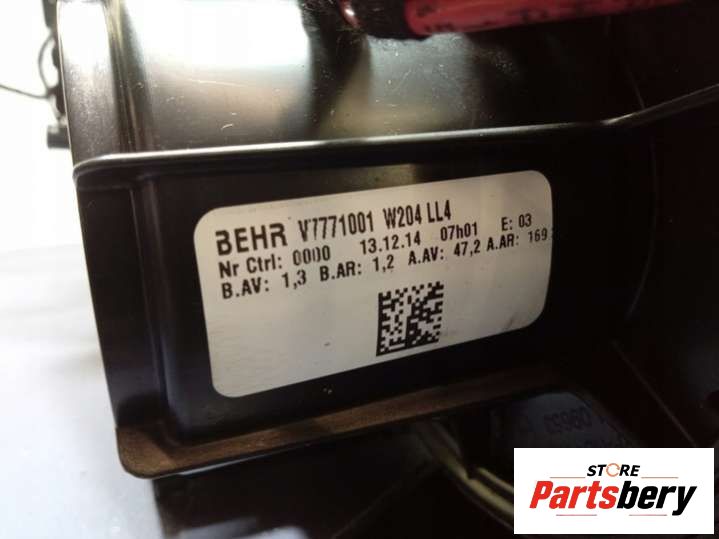 BEHR V7771001 W204 LL4
Nr Ctrl: 0000 13.12.14 07h01 E: 03
B.AV: 1,3 B.AR: 1,2 A.AV: 47,2 A.AR: 169
STORE
Partsbery